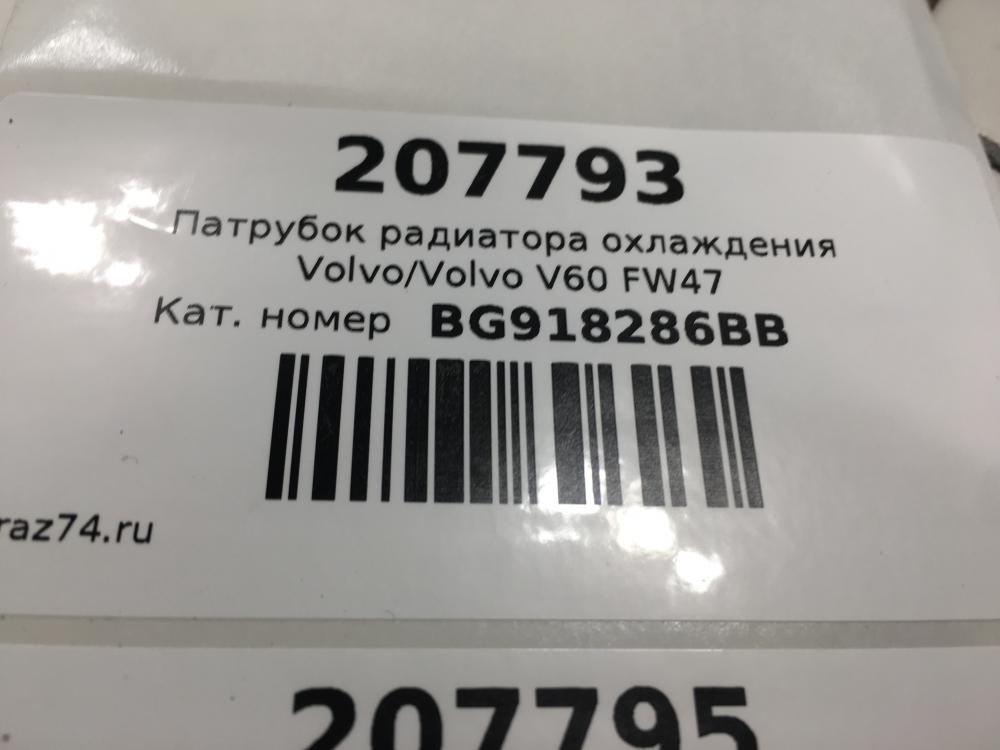 207793
Патрубок радиатора охлаждения
Volvo/Volvo V60 FW47
Кат. номер BG918286BB
raz74.ru
207795